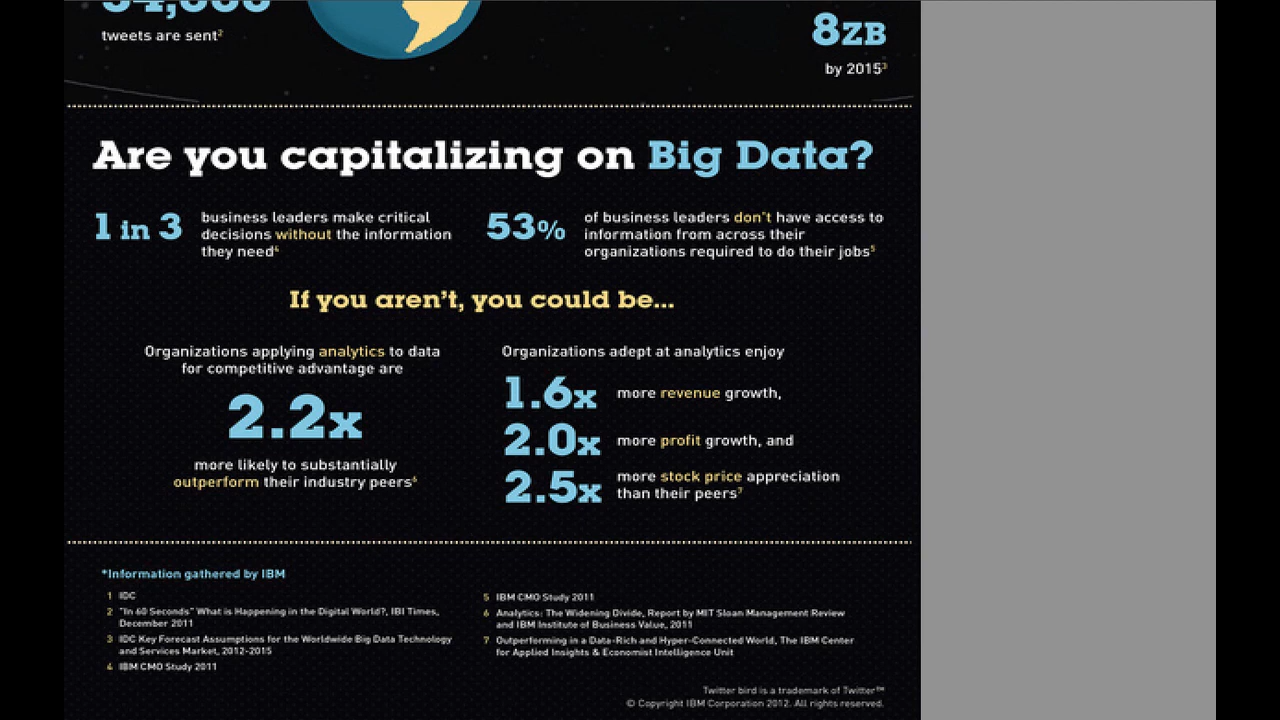 tweets are sent²
8ZB
by 2015³
Are you capitalizing on Big Data?
1 in 3
business leaders make critical
decisions without the information
they need⁴
53%
of business leaders don't have access to
information from across their
organizations required to do their jobs⁵
If you aren't, you could be...
Organizations applying analytics to data
for competitive advantage are
2.2x
more likely to substantially
outperform their industry peers⁶
Organizations adept at analytics enjoy
1.6x more revenue growth,
2.0x more profit growth, and
2.5x
more stock price appreciation
than their peers⁷
*Information gathered by IBM
1 IDC
2 "In 60 Seconds" What is Happening in the Digital World?, IBI Times,
December 2011
3 IDC Key Forecast Assumptions for the Worldwide Big Data Technology
and Services Market, 2012-2015
4 IBM CMO Study 2011
5 IBM CMO Study 2011
6 Analytics: The Widening Divide, Report by MIT Sloan Management Review
and IBM Institute of Business Value, 2011
7 Outperforming in a Data-Rich and Hyper-Connected World, The IBM Center
for Applied Insights & Economist Intelligence Unit
Twitter bird is a trademark of Twitter™
© Copyright IBM Corporation 2012. All rights reserved.